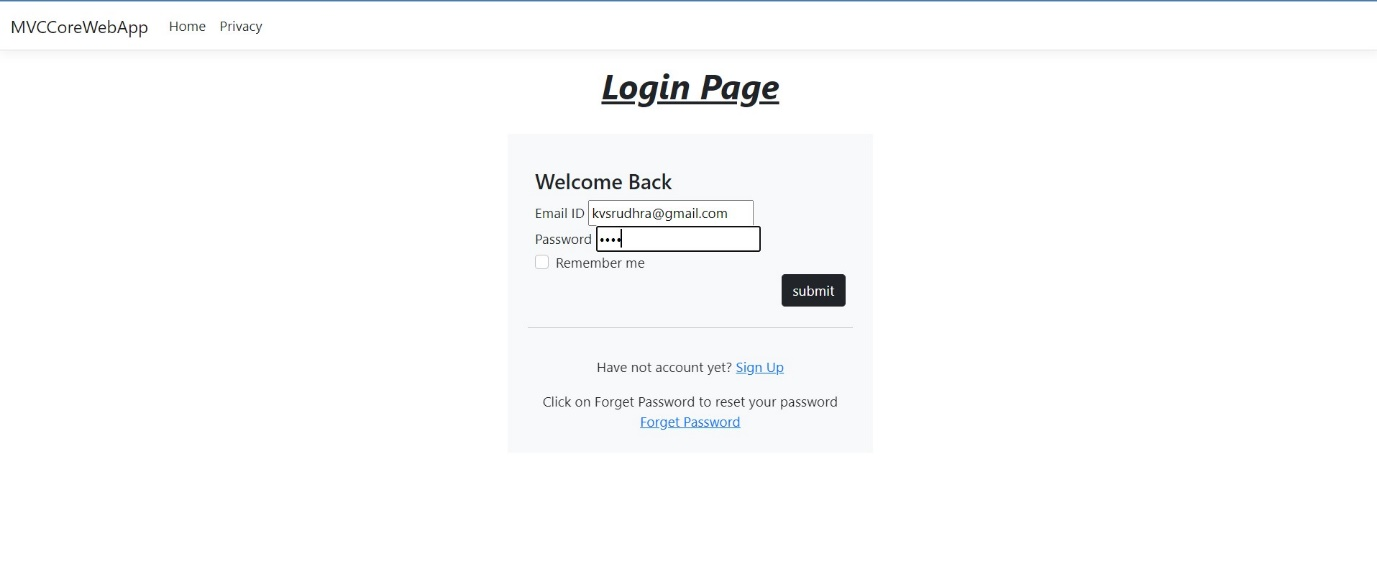 MVCCoreWebApp Home Privacy
Login Page
Welcome Back
Email ID kvsrudhra@gmail.com
Password ••••
Remember me
submit
Have not account yet? Sign Up
Click on Forget Password to reset your password
Forget Password